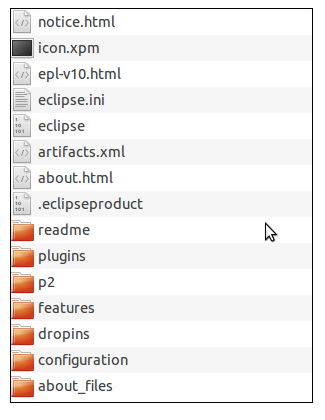 notice.html
icon.xpm
epl-v10.html
eclipse.ini
eclipse
artifacts.xml
about.html
.eclipseproduct
readme
plugins
p2
features
dropins
configuration
about_files